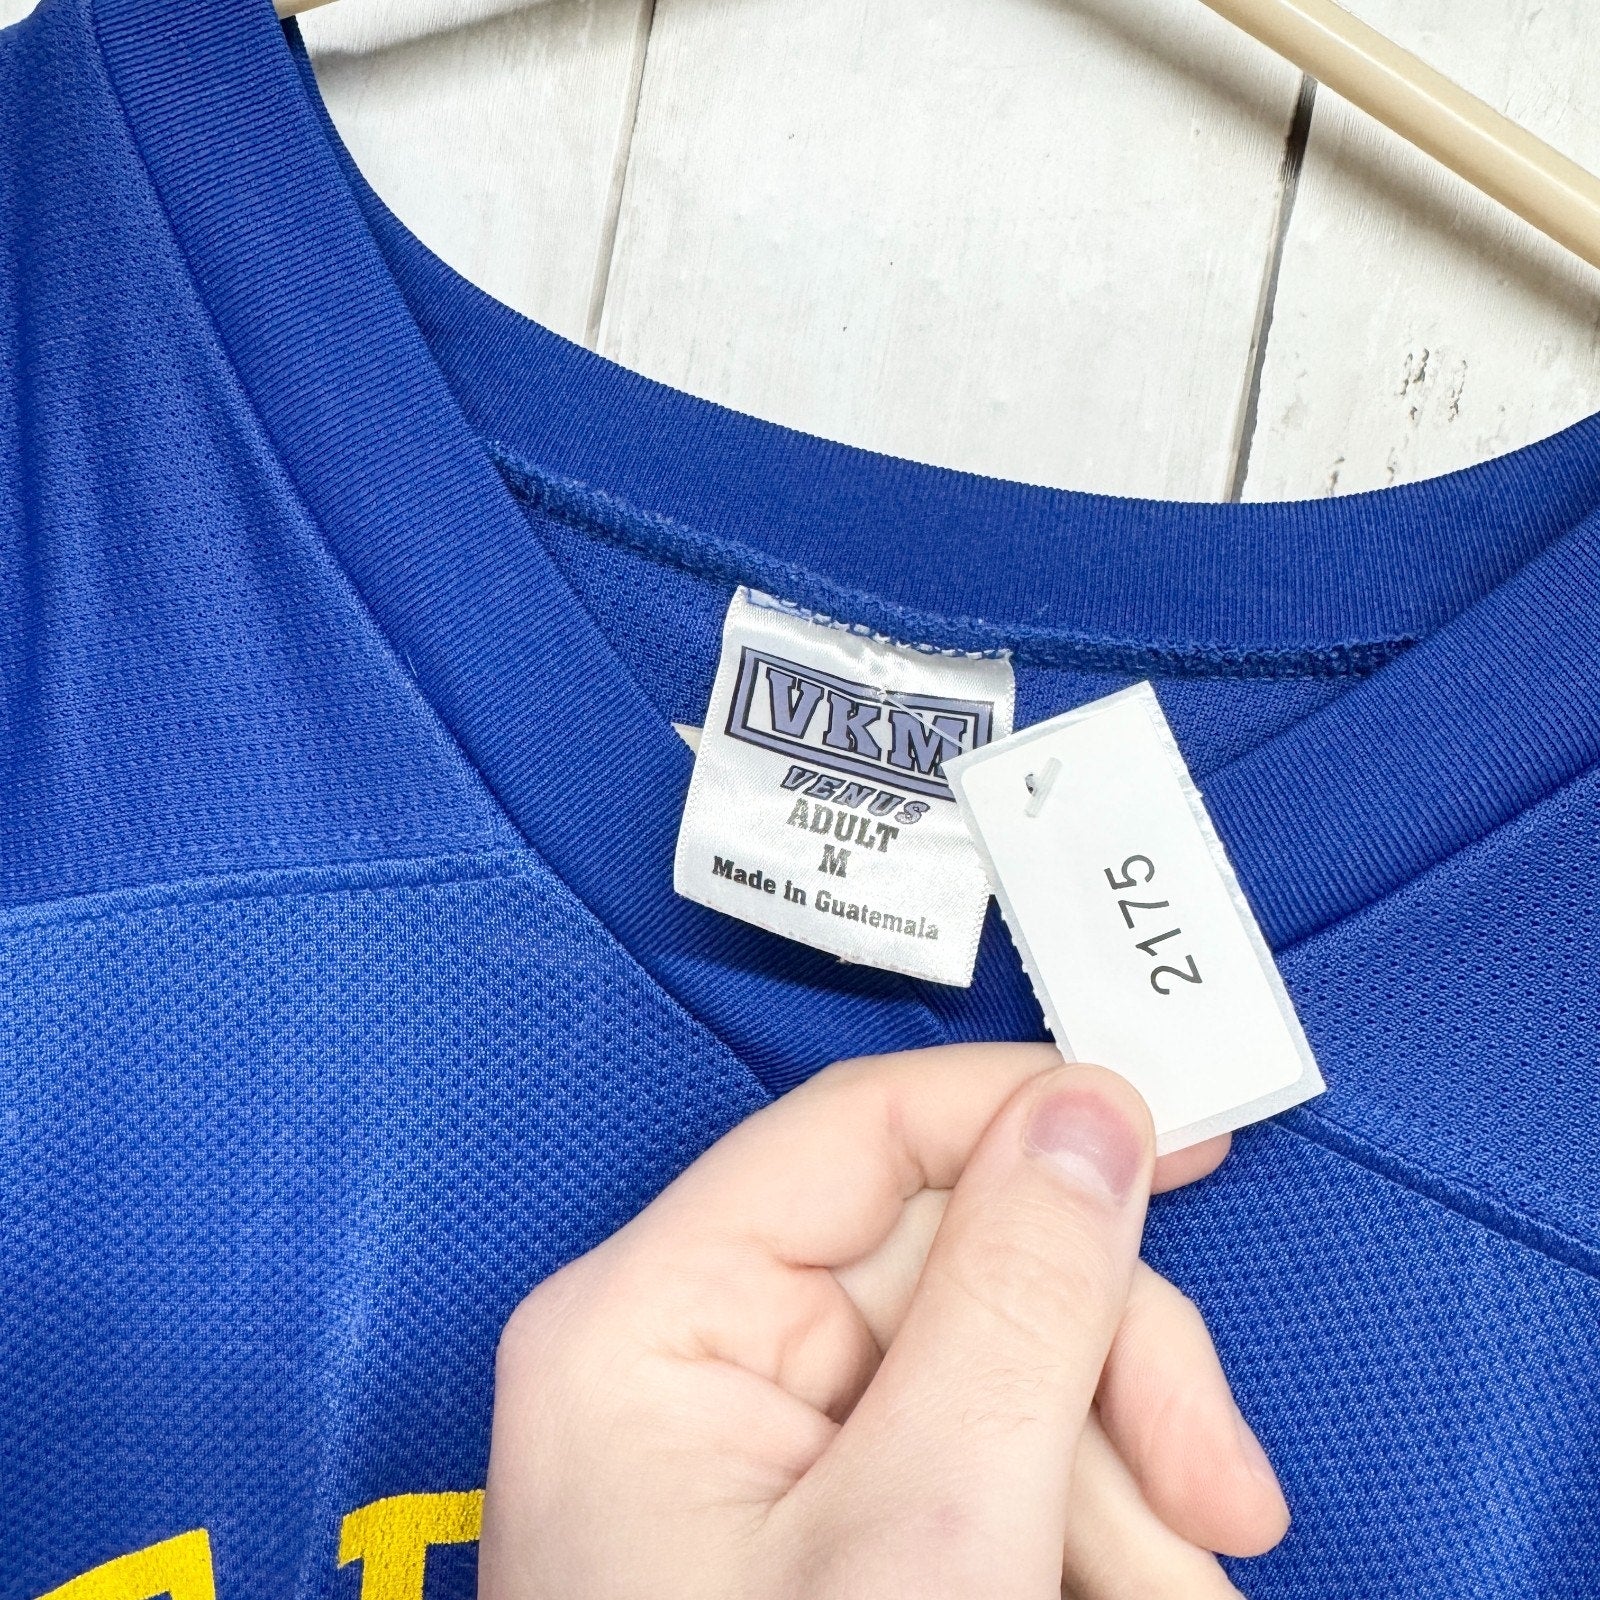 VKM
VENUS
ADULT
M
Made in Guatemala
2175